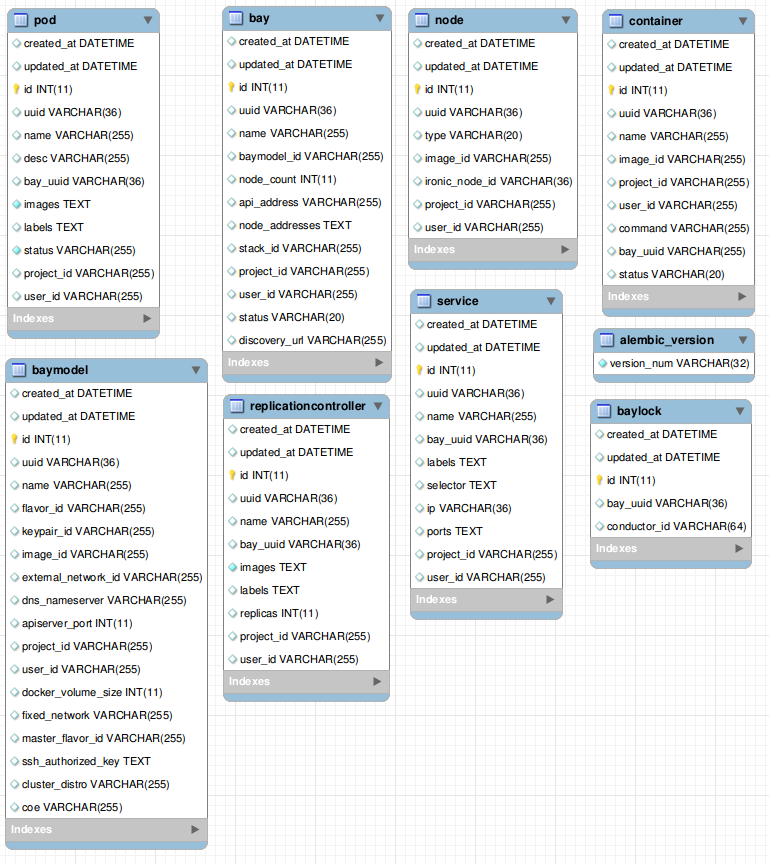 pod
created_at DATETIME
updated_at DATETIME
id INT(11)
uuid VARCHAR(36)
name VARCHAR(255)
desc VARCHAR(255)
bay_uuid VARCHAR(36)
images TEXT
labels TEXT
status VARCHAR(255)
project_id VARCHAR(255)
user_id VARCHAR(255)
Indexes
bay
created_at DATETIME
updated_at DATETIME
id INT(11)
uuid VARCHAR(36)
name VARCHAR(255)
baymodel_id VARCHAR(255)
node_count INT(11)
api_address VARCHAR(255)
node_addresses TEXT
stack_id VARCHAR(255)
project_id VARCHAR(255)
user_id VARCHAR(255)
status VARCHAR(20)
discovery_url VARCHAR(255)
Indexes
node
created_at DATETIME
updated_at DATETIME
id INT(11)
uuid VARCHAR(36)
type VARCHAR(20)
image_id VARCHAR(255)
ironic_node_id VARCHAR(36)
project_id VARCHAR(255)
user_id VARCHAR(255)
Indexes
container
created_at DATETIME
updated_at DATETIME
id INT(11)
uuid VARCHAR(36)
name VARCHAR(255)
image_id VARCHAR(255)
project_id VARCHAR(255)
user_id VARCHAR(255)
command VARCHAR(255)
bay_uuid VARCHAR(255)
status VARCHAR(20)
Indexes
baymodel
created_at DATETIME
updated_at DATETIME
id INT(11)
uuid VARCHAR(36)
name VARCHAR(255)
flavor_id VARCHAR(255)
keypair_id VARCHAR(255)
image_id VARCHAR(255)
external_network_id VARCHAR(255)
dns_nameserver VARCHAR(255)
apiserver_port INT(11)
project_id VARCHAR(255)
user_id VARCHAR(255)
docker_volume_size INT(11)
fixed_network VARCHAR(255)
master_flavor_id VARCHAR(255)
ssh_authorized_key TEXT
cluster_distro VARCHAR(255)
coe VARCHAR(255)
Indexes
replicationcontroller
created_at DATETIME
updated_at DATETIME
id INT(11)
uuid VARCHAR(36)
name VARCHAR(255)
bay_uuid VARCHAR(36)
images TEXT
labels TEXT
replicas INT(11)
project_id VARCHAR(255)
user_id VARCHAR(255)
Indexes
service
created_at DATETIME
updated_at DATETIME
id INT(11)
uuid VARCHAR(36)
name VARCHAR(255)
bay_uuid VARCHAR(36)
labels TEXT
selector TEXT
ip VARCHAR(36)
ports TEXT
project_id VARCHAR(255)
user_id VARCHAR(255)
Indexes
alembic_version
version_num VARCHAR(32)
baylock
created_at DATETIME
updated_at DATETIME
id INT(11)
bay_uuid VARCHAR(36)
conductor_id VARCHAR(64)
Indexes